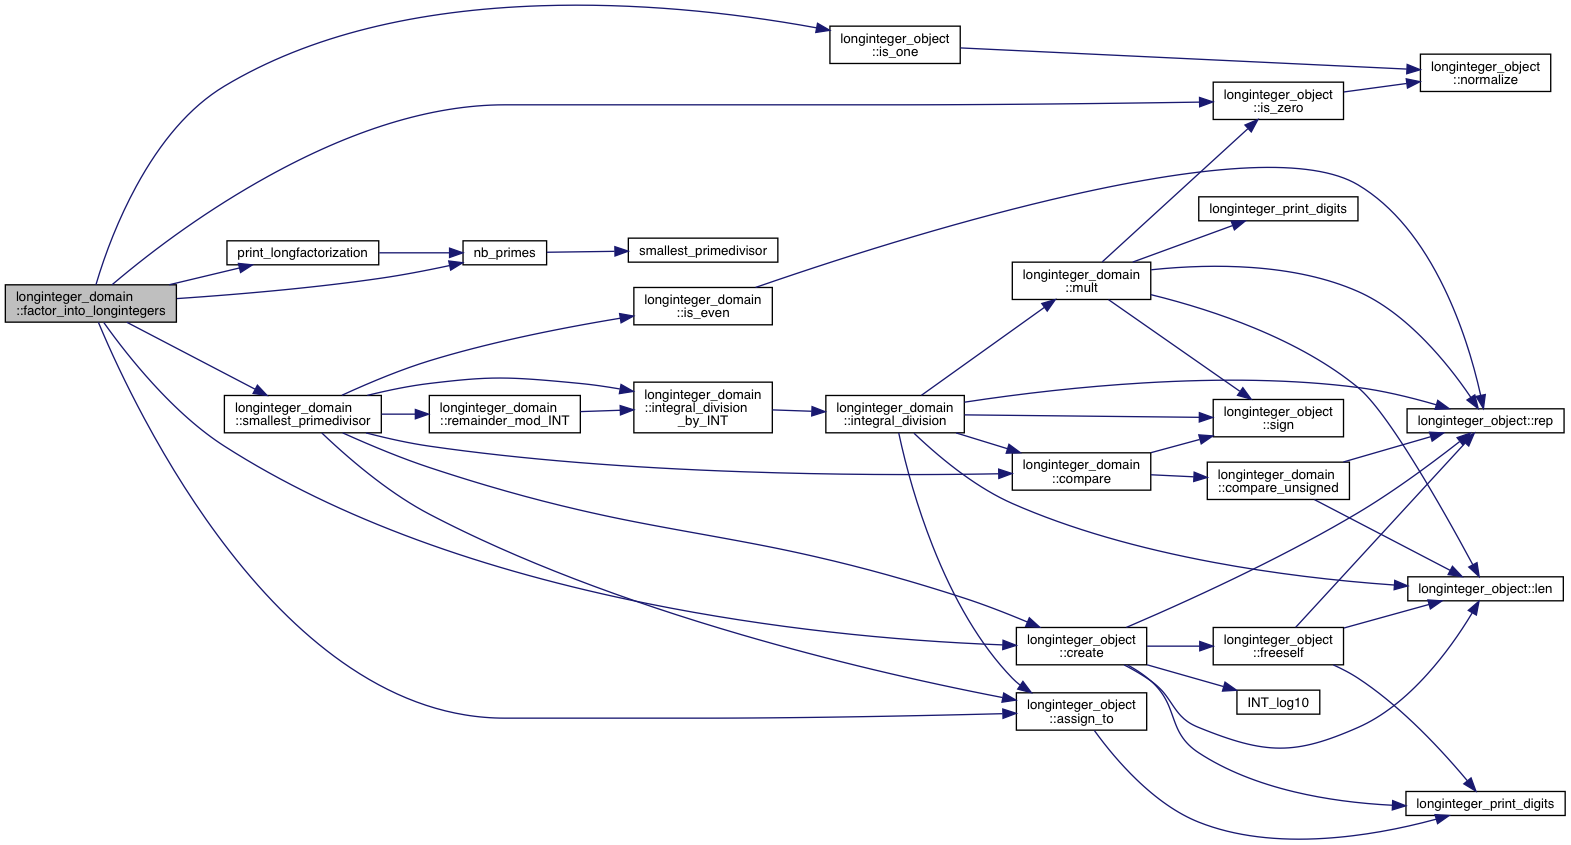 longinteger_object
::is_one
longinteger_object
::normalize
longinteger_object
::is_zero
longinteger_print_digits
print_longfactorization
nb_primes
smallest_primedivisor
longinteger_domain
::factor_into_longintegers
longinteger_domain
::is_even
longinteger_domain
::mult
longinteger_domain
::smallest_primedivisor
longinteger_domain
::remainder_mod_INT
longinteger_domain
::integral_division
_by_INT
longinteger_domain
::integral_division
longinteger_object
::sign
longinteger_object::rep
longinteger_domain
::compare
longinteger_domain
::compare_unsigned
longinteger_object::len
longinteger_object
::create
longinteger_object
::freeself
INT_log10
longinteger_object
::assign_to
longinteger_print_digits